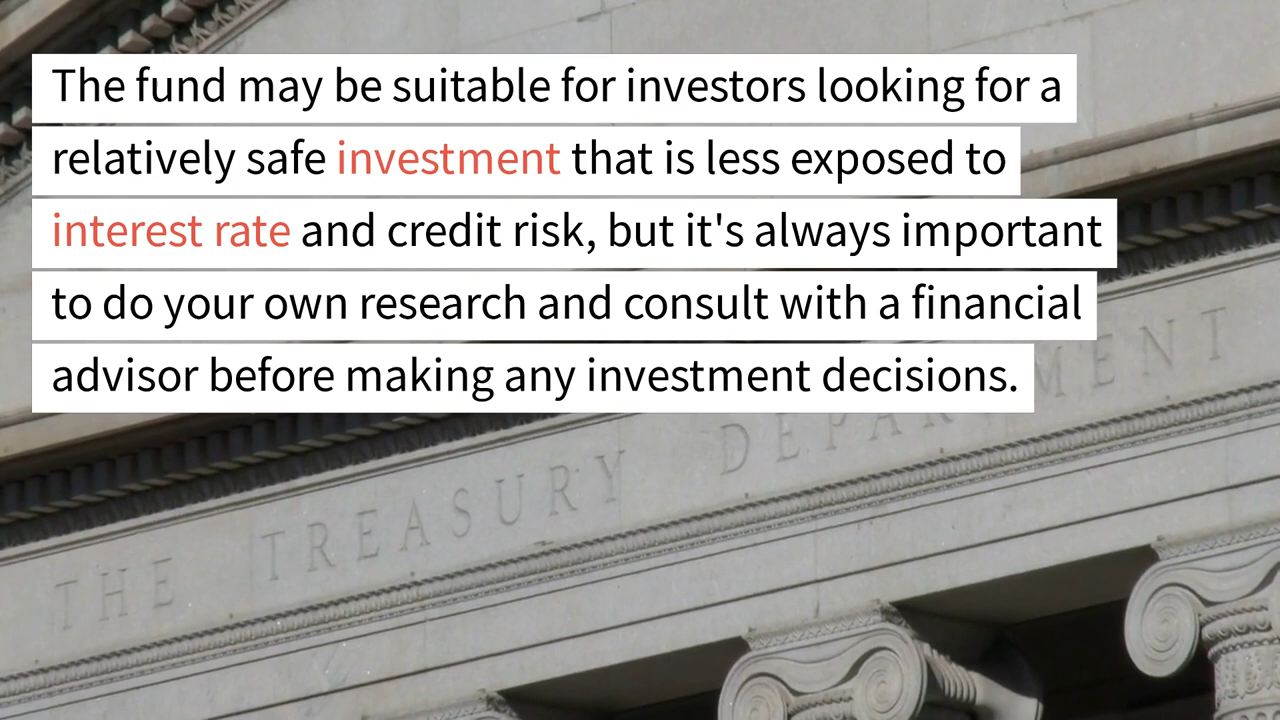 The fund may be suitable for investors looking for a
relatively safe investment that is less exposed to
interest rate and credit risk, but it's always important
to do your own research and consult with a financial
advisor before making any investment decisions.
THE TREASURY DEPARTMENT